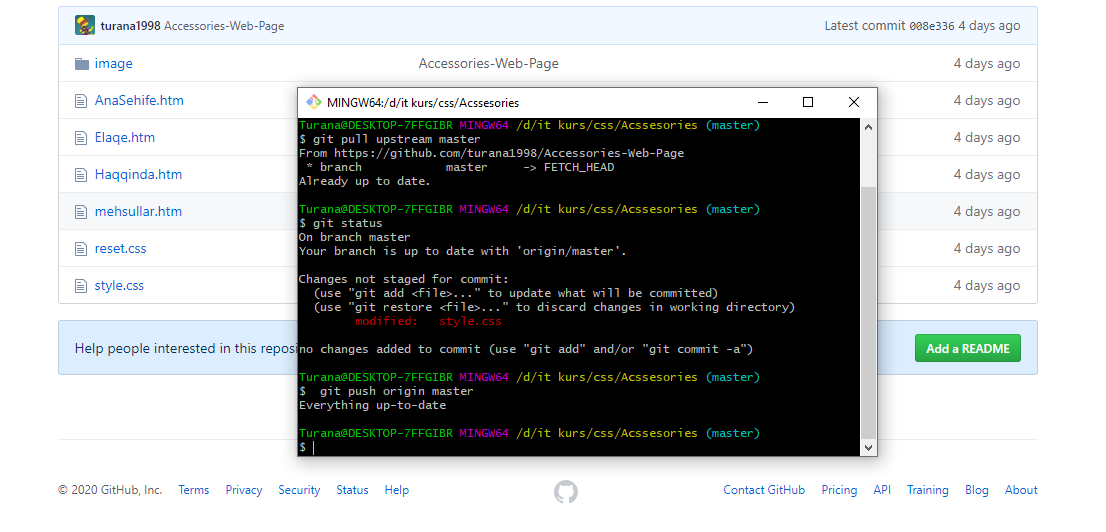 turana1998 Accessories-Web-Page Latest commit 008e336 4 days ago
image Accessories-Web-Page 4 days ago
AnaSehife.htm 4 days ago
Elaqe.htm 4 days ago
Haqqinda.htm 4 days ago
mehsullar.htm 4 days ago
reset.css 4 days ago
style.css 4 days ago
MINGW64:/d/it kurs/css/Acssesories
Turana@DESKTOP-7FFGIBR MINGW64 /d/it kurs/css/Acssesories (master)
$ git pull upstream master
From https://github.com/turana1998/Accessories-Web-Page
 * branch            master     -> FETCH_HEAD
Already up to date.
Turana@DESKTOP-7FFGIBR MINGW64 /d/it kurs/css/Acssesories (master)
$ git status
On branch master
Your branch is up to date with 'origin/master'.
Changes not staged for commit:
  (use "git add <file>..." to update what will be committed)
  (use "git restore <file>..." to discard changes in working directory)
        modified:   style.css
no changes added to commit (use "git add" and/or "git commit -a")
Turana@DESKTOP-7FFGIBR MINGW64 /d/it kurs/css/Acssesories (master)
$  git push origin master
Everything up-to-date
Turana@DESKTOP-7FFGIBR MINGW64 /d/it kurs/css/Acssesories (master)
$
Help people interested in this Add a README
© 2020 GitHub, Inc. Terms Privacy Security Status Help Contact GitHub Pricing API Training Blog About